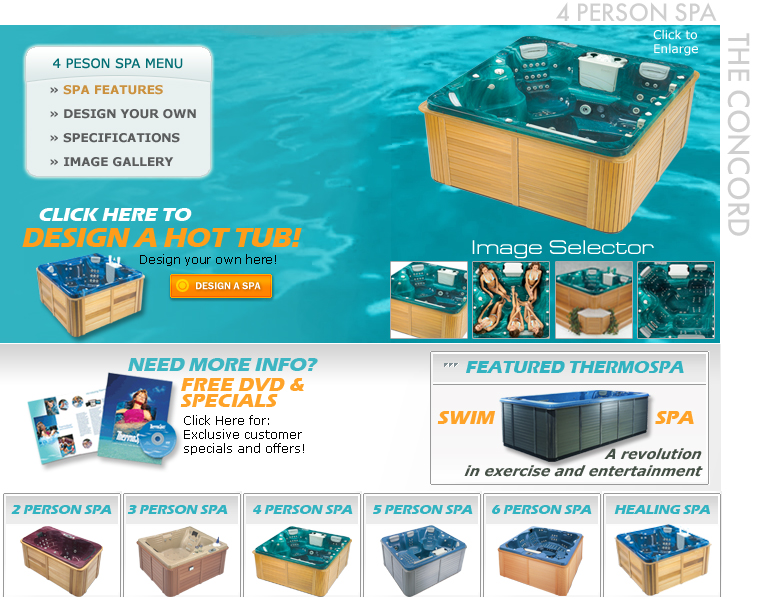 4 PERSON SPA
THE CONCORD
Click to
Enlarge
4 PESON SPA MENU
» SPA FEATURES
» DESIGN YOUR OWN
» SPECIFICATIONS
» IMAGE GALLERY
CLICK HERE TO
DESIGN A HOT TUB!
Design your own here!
DESIGN A SPA
Image Selector
NEED MORE INFO?
FREE DVD &
SPECIALS
Click Here for:
Exclusive customer
specials and offers!
FEATURED THERMOSPA
SWIM SPA
A revolution
in exercise and entertainment
2 PERSON SPA
3 PERSON SPA
4 PERSON SPA
5 PERSON SPA
6 PERSON SPA
HEALING SPA